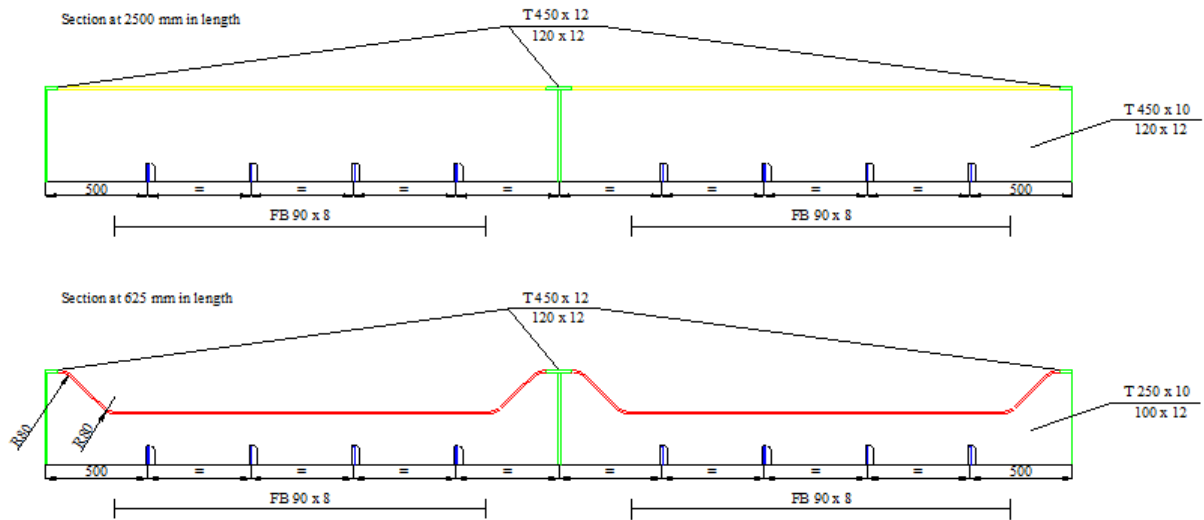 Section at 2500 mm in length
T 450 x 12
120 x 12
T 450 x 10
120 x 12
500 = = = = = = = = 500
FB 90 x 8 FB 90 x 8
Section at 625 mm in length
T 450 x 12
120 x 12
T 250 x 10
100 x 12
R80 R80
500 = = = = = = = = 500
FB 90 x 8 FB 90 x 8